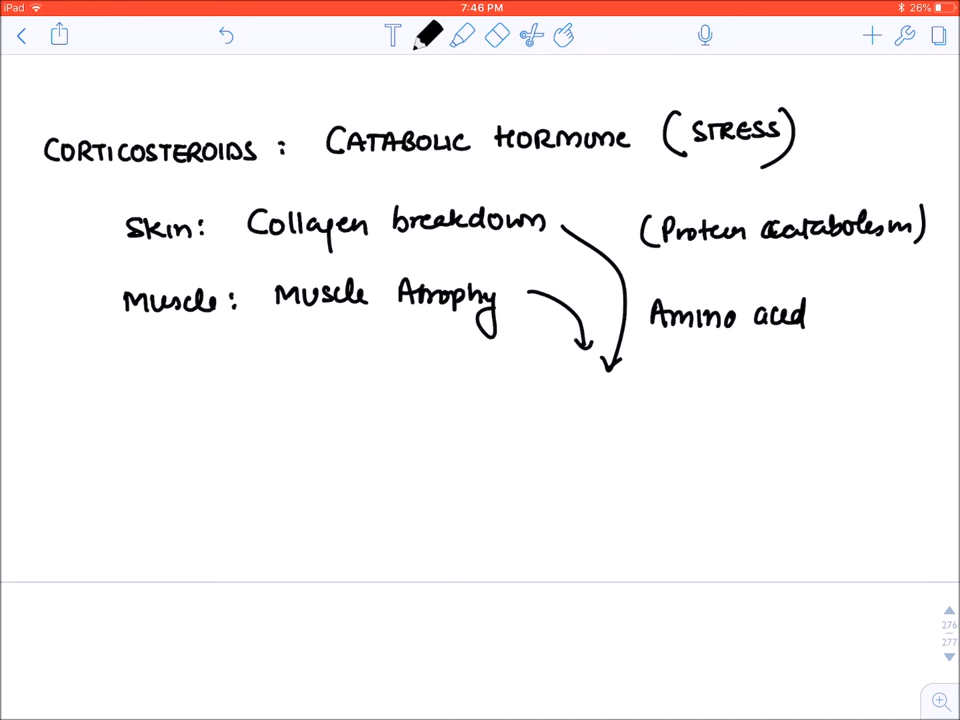 iPad 7:46 PM 26%
T
CORTICOSTEROIDS : CATABOLIC HORMONE (STRESS)
Skin: Collagen breakdown (Protein catabolism)
Muscle: Muscle Atrophy Amino acid
276
277